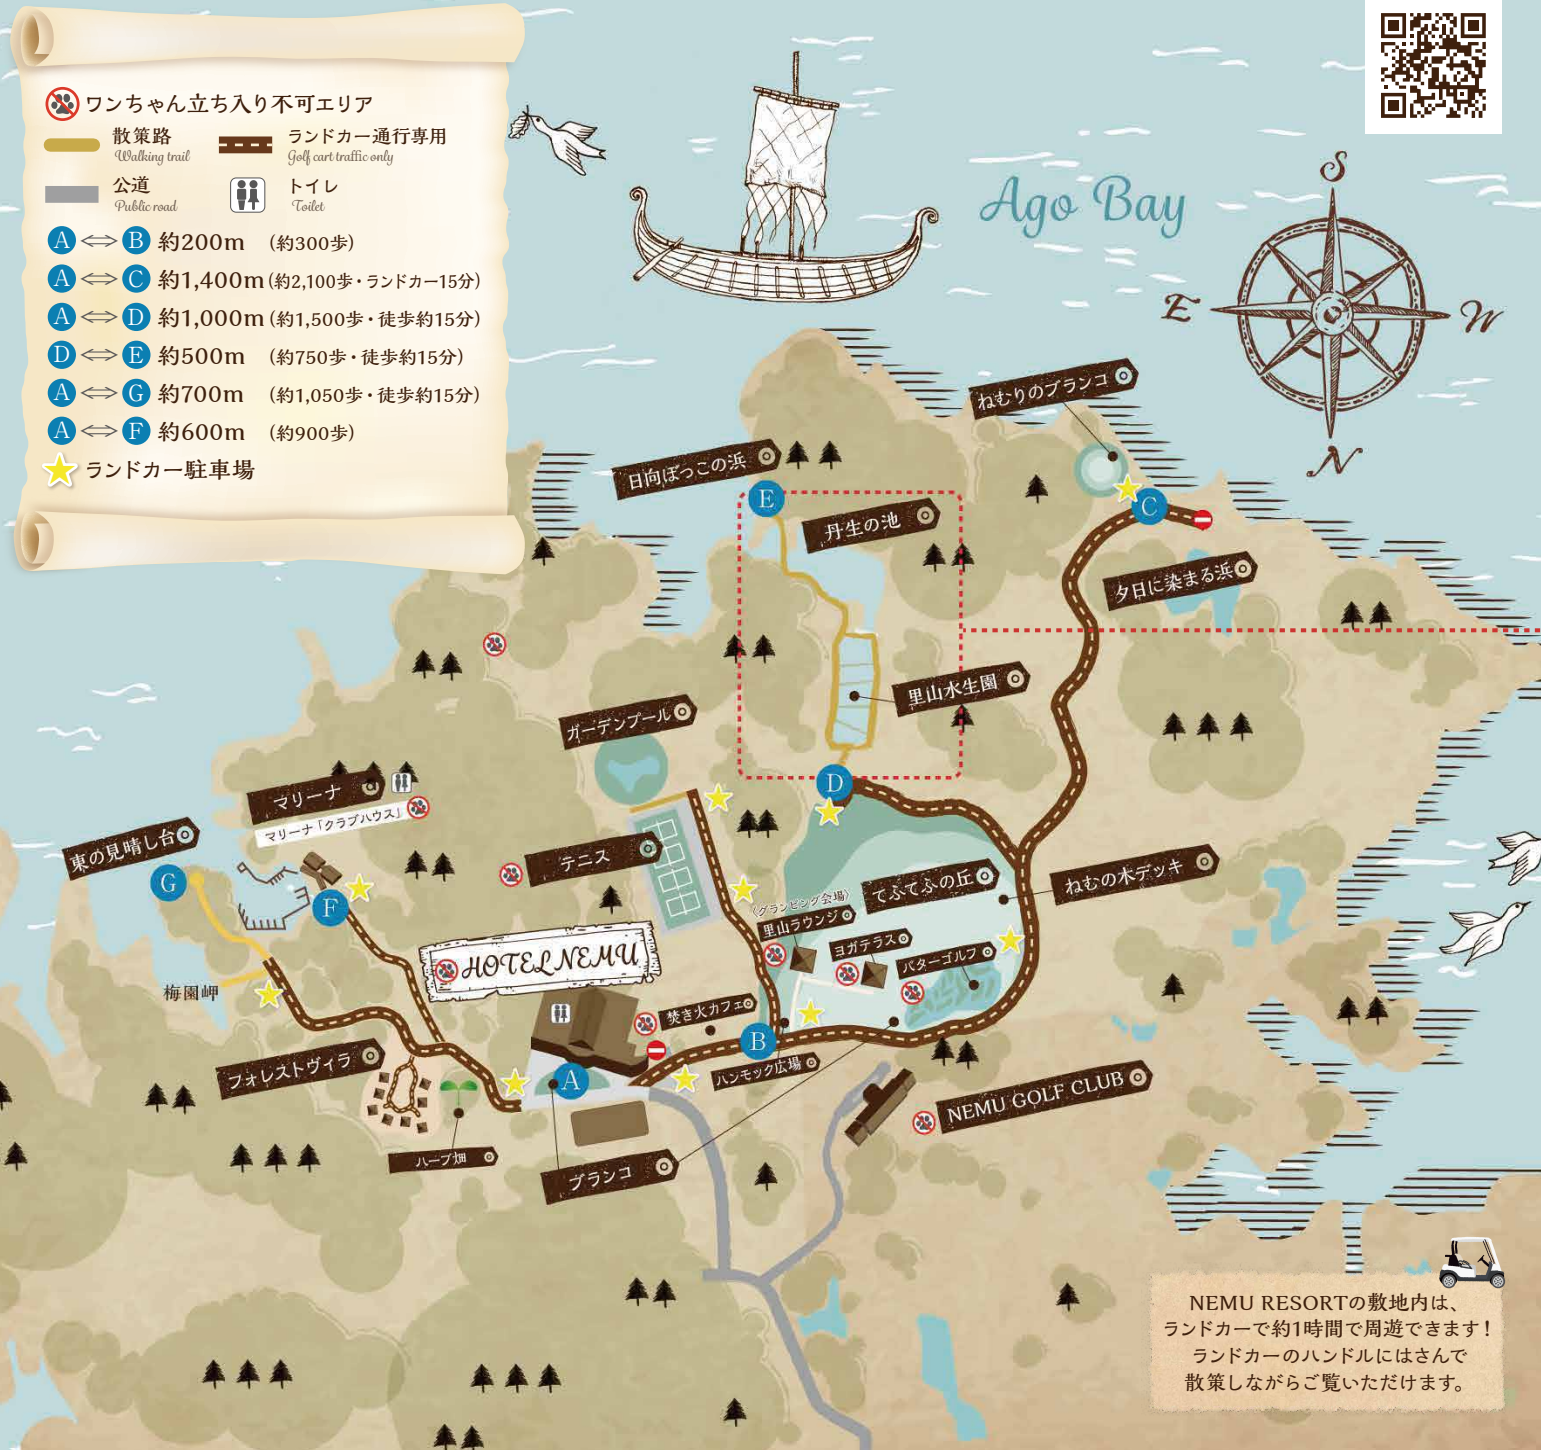 ワンちゃん立ち入り不可エリア
散策路
Walking trail
ランドカー通行専用
Golf cart traffic only
公道
Public road
トイレ
Toilet
A ⇔ B 約200m (約300歩)
A ⇔ C 約1,400m (約2,100歩・ランドカー15分)
A ⇔ D 約1,000m (約1,500歩・徒歩約15分)
D ⇔ E 約500m (約750歩・徒歩約15分)
A ⇔ G 約700m (約1,050歩・徒歩約15分)
A ⇔ F 約600m (約900歩)
ランドカー駐車場
Ago Bay
S
E
W
N
ねむりのブランコ
日向ぼっこの浜
E
丹生の池
C
夕日に染まる浜
里山水生園
ガーデンプール
D
マリーナ
マリーナ「クラブハウス」
東の見晴し台
G
F
テニス
てふてふの丘
ねむの木デッキ
〈グランピング会場〉
里山ラウンジ
ヨガテラス
パターゴルフ
HOTEL NEMU
梅園岬
焚き火カフェ
B
ハンモック広場
フォレストヴィラ
A
NEMU GOLF CLUB
ハーブ畑
ブランコ
NEMU RESORTの敷地内は、
ランドカーで約1時間で周遊できます！
ランドカーのハンドルにはさんで
散策しながらご覧いただけます。